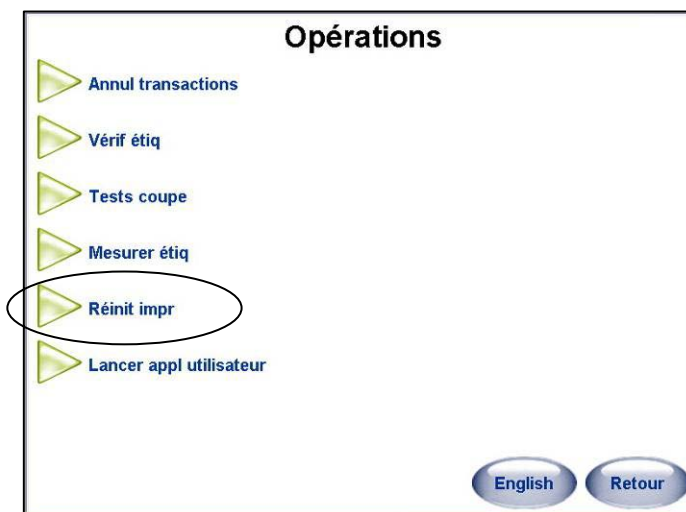 Opérations
Annul transactions
Vérif étiq
Tests coupe
Mesurer étiq
Réinit impr
Lancer appl utilisateur
English
Retour